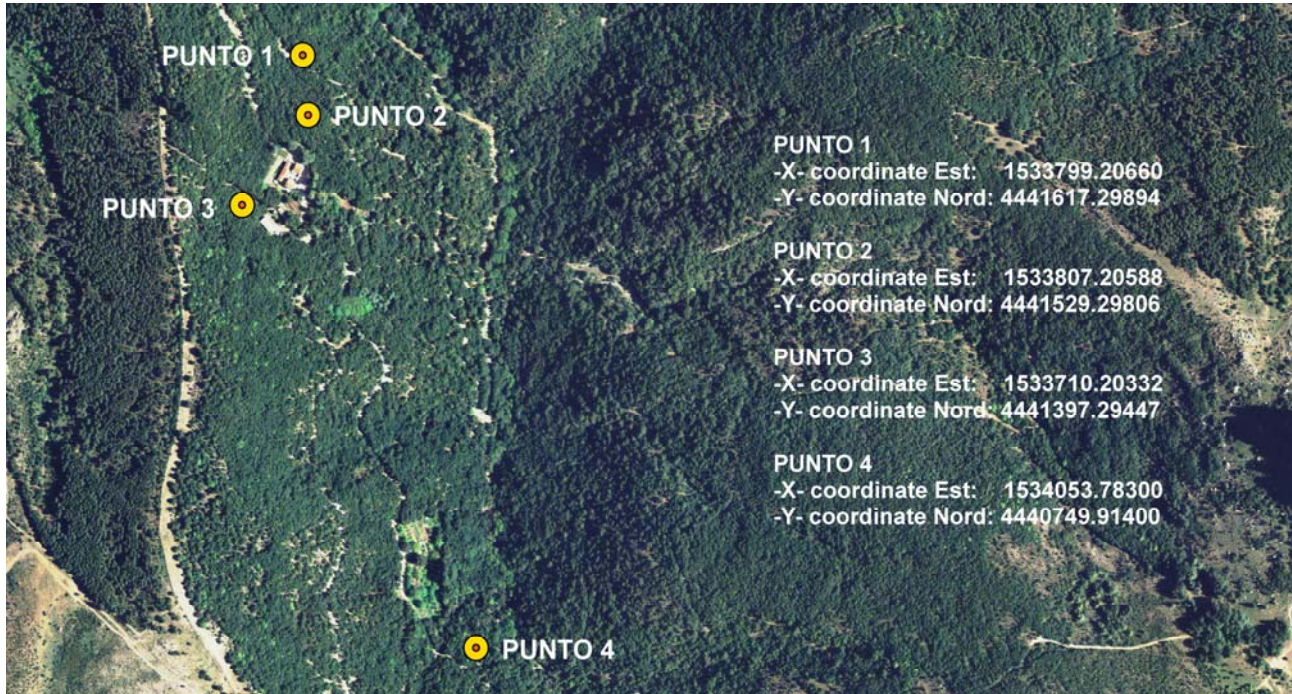 PUNTO 1
PUNTO 2
PUNTO 3
PUNTO 4
PUNTO 1
-X- coordinate Est: 1533799.20660
-Y- coordinate Nord: 4441617.29894
PUNTO 2
-X- coordinate Est: 1533807.20588
-Y- coordinate Nord: 4441529.29806
PUNTO 3
-X- coordinate Est: 1533710.20332
-Y- coordinate Nord: 4441397.29447
PUNTO 4
-X- coordinate Est: 1534053.78300
-Y- coordinate Nord: 4440749.91400